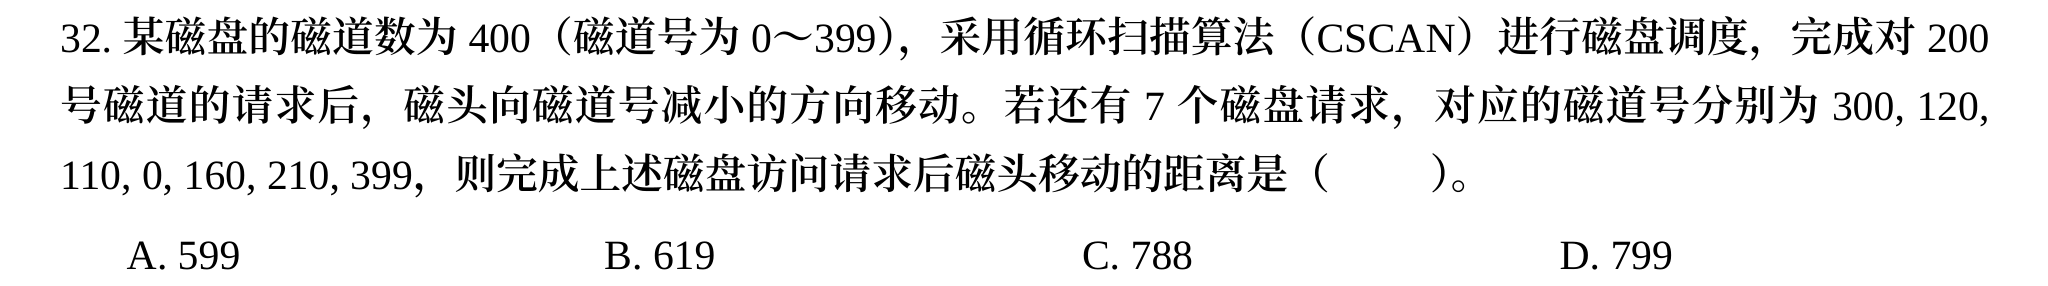 32. 某磁盘的磁道数为 400（磁道号为 0～399），采用循环扫描算法（CSCAN）进行磁盘调度，完成对 200
号磁道的请求后，磁头向磁道号减小的方向移动。若还有 7 个磁盘请求，对应的磁道号分别为 300, 120,
110, 0, 160, 210, 399，则完成上述磁盘访问请求后磁头移动的距离是（ ）。
A. 599 B. 619 C. 788 D. 799